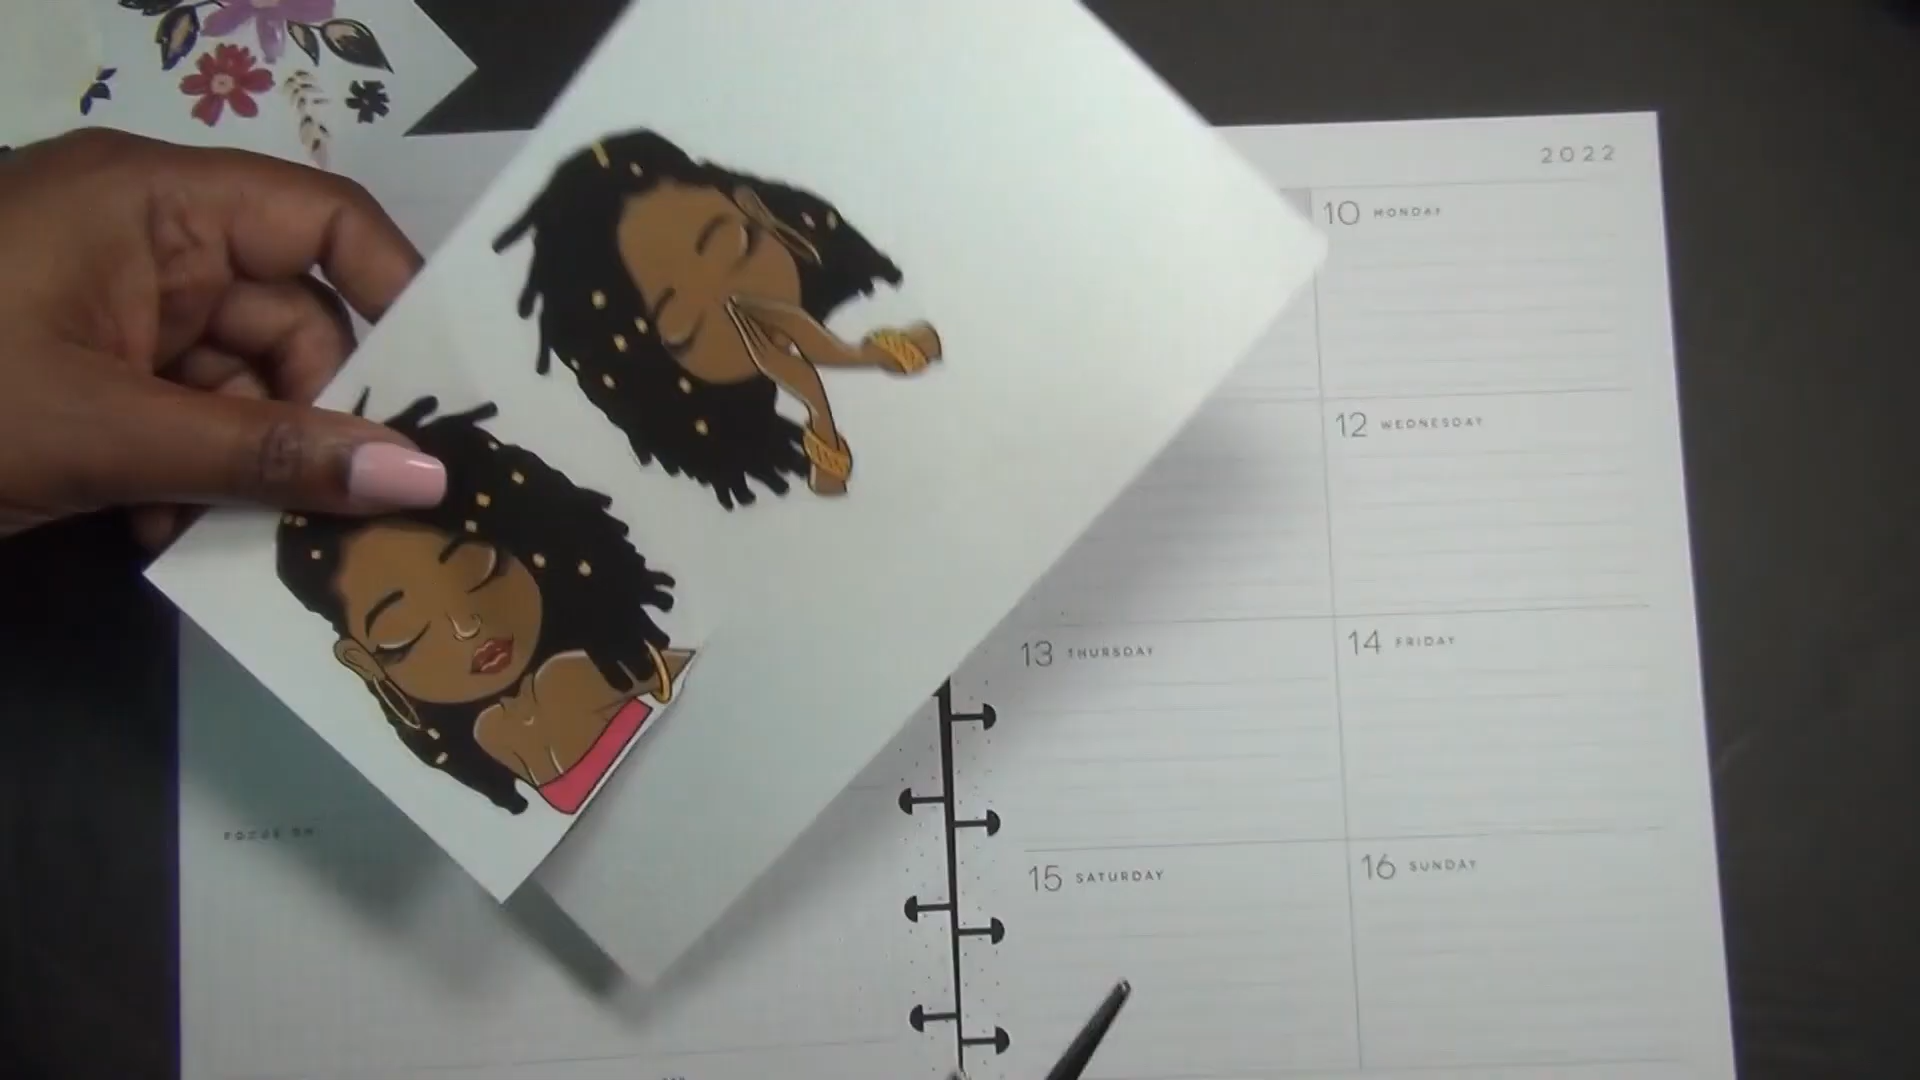 2022
10 MONDAY
12 WEDNESDAY
13 THURSDAY
14 FRIDAY
15 SATURDAY
16 SUNDAY
FOCUS ON